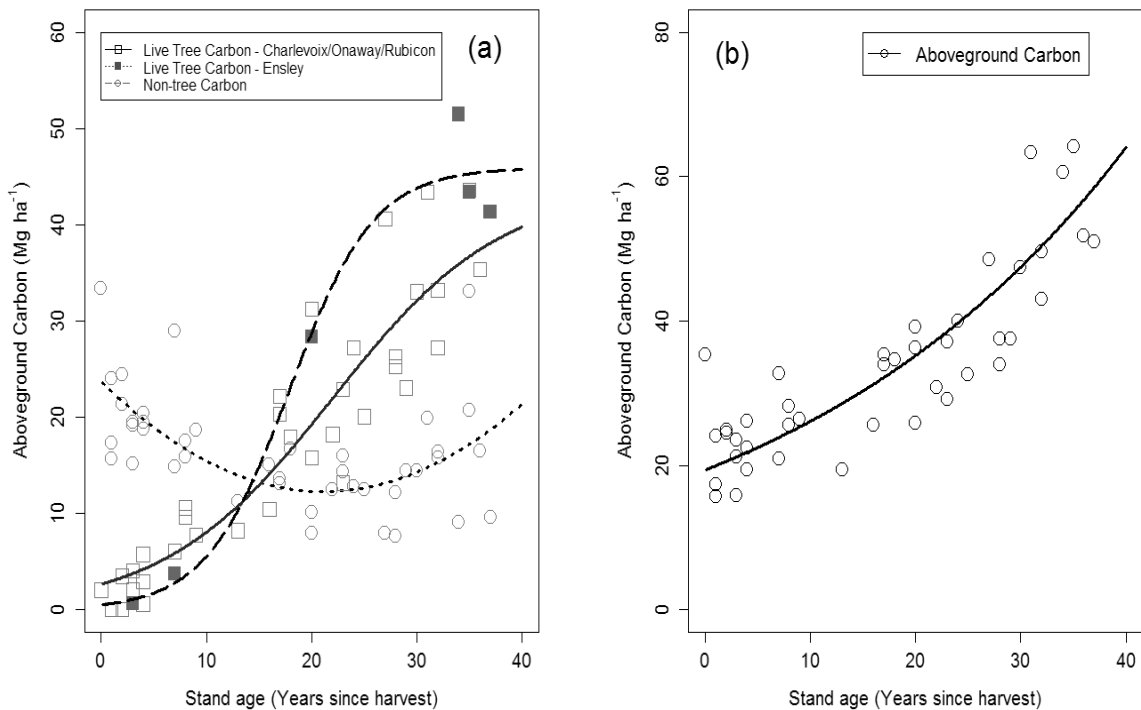 (a)
Live Tree Carbon - Charlevoix/Onaway/Rubicon
Live Tree Carbon - Ensley
Non-tree Carbon
60
50
40
30
20
10
0
Aboveground Carbon (Mg ha⁻¹)
0 10 20 30 40
Stand age (Years since harvest)
(b)
Aboveground Carbon
80
60
40
20
0
Aboveground Carbon (Mg ha⁻¹)
0 10 20 30 40
Stand age (Years since harvest)